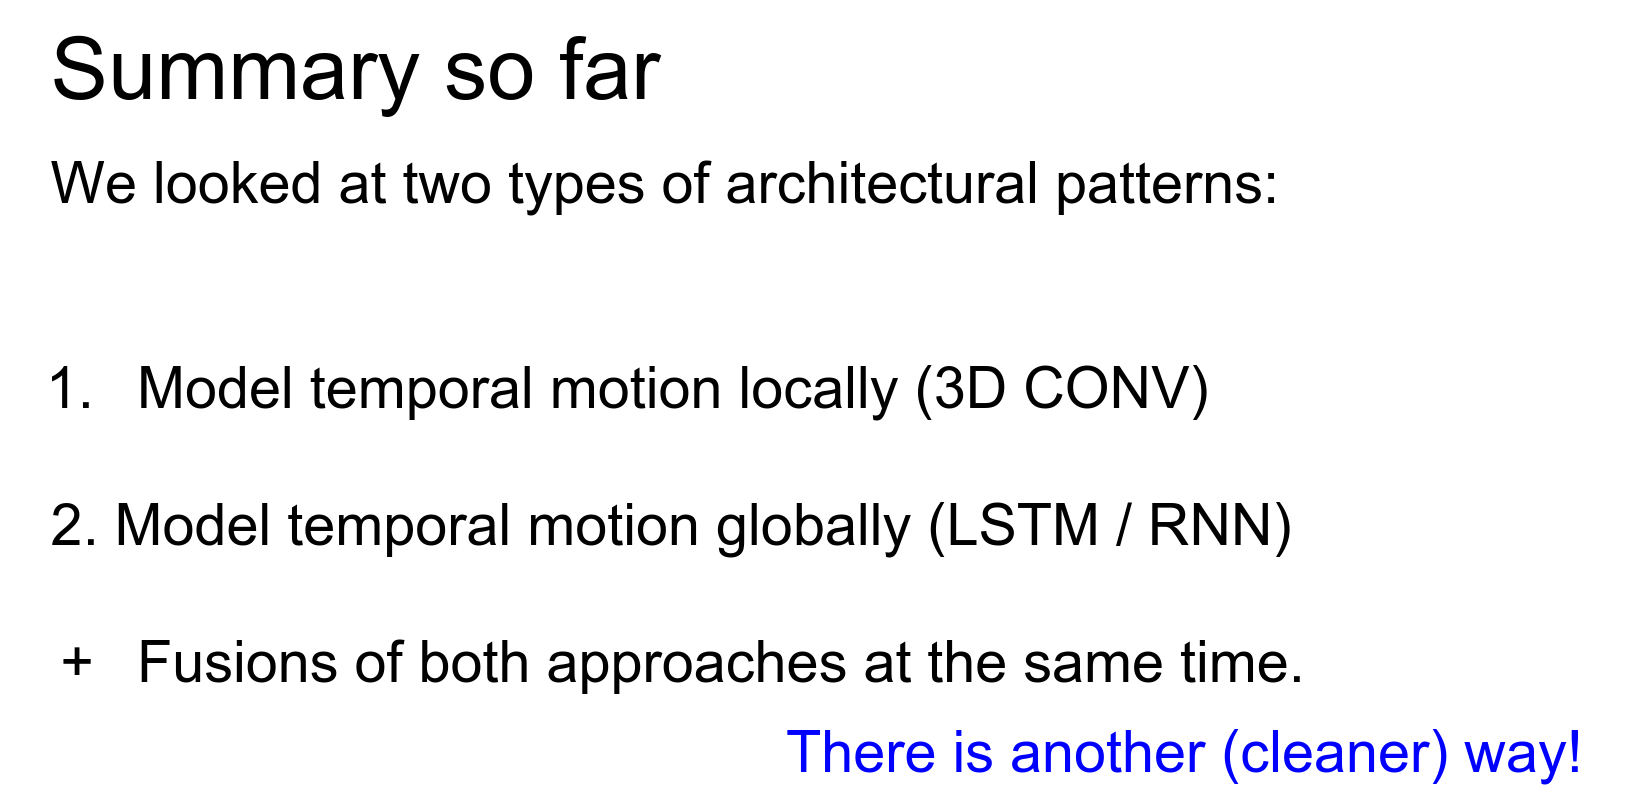 Summary so far
We looked at two types of architectural patterns:
1. Model temporal motion locally (3D CONV)
2. Model temporal motion globally (LSTM / RNN)
+ Fusions of both approaches at the same time.
There is another (cleaner) way!